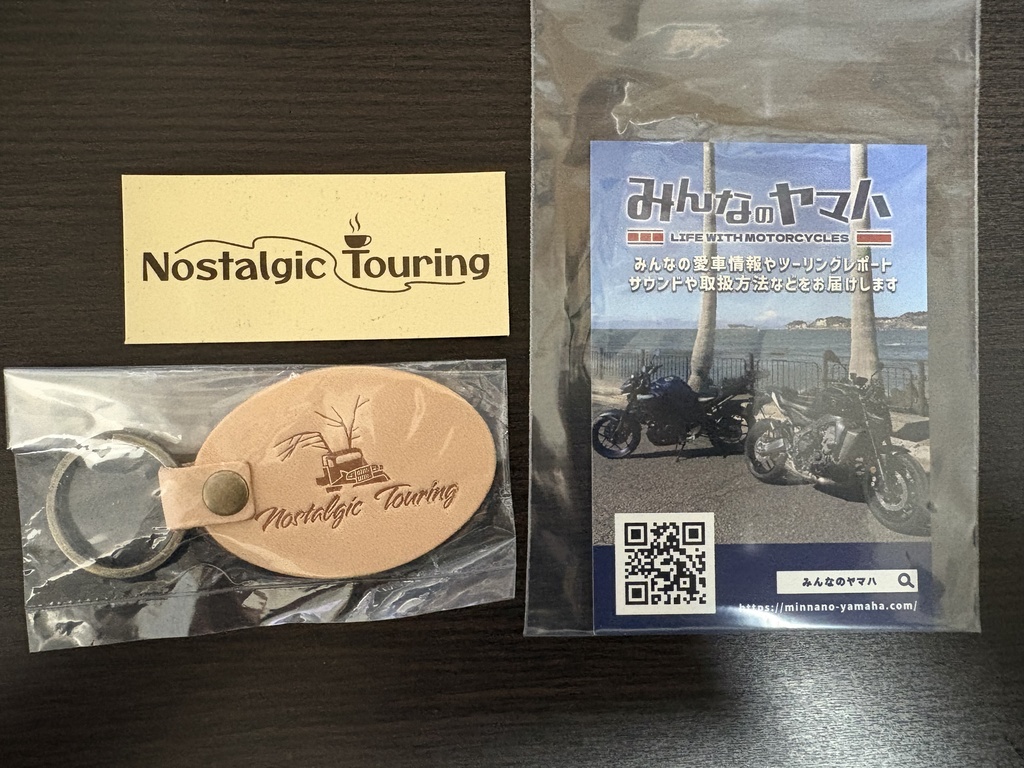 Nostalgic Touring
Nostalgic Touring
みんなのヤマハ
LIFE WITH MOTORCYCLES
みんなの愛車情報やツーリングレポート
サウンドや取扱方法などをお届けします
みんなのヤマハ
https://minnano-yamaha.com/